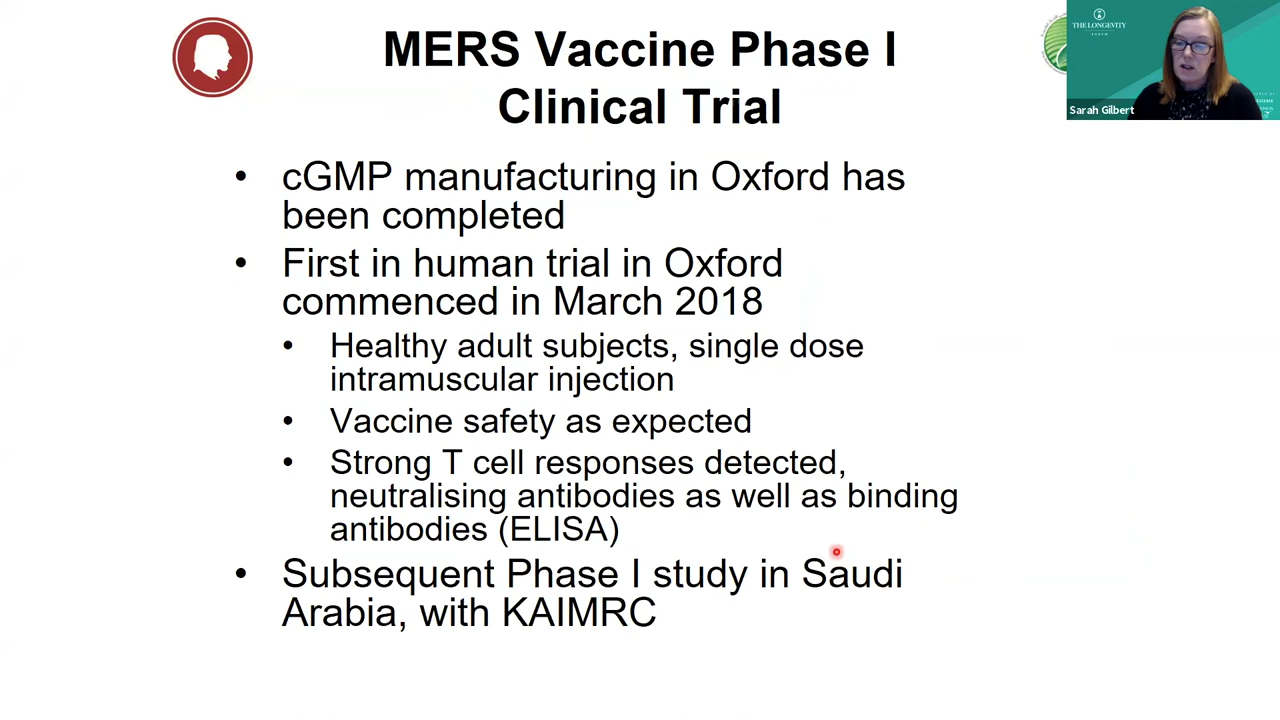 MERS Vaccine Phase I
Clinical Trial
THE LONGEVITY
FORUM
Sarah Gilbert
• cGMP manufacturing in Oxford has
been completed
• First in human trial in Oxford
commenced in March 2018
• Healthy adult subjects, single dose
intramuscular injection
• Vaccine safety as expected
• Strong T cell responses detected,
neutralising antibodies as well as binding
antibodies (ELISA)
• Subsequent Phase I study in Saudi
Arabia, with KAIMRC